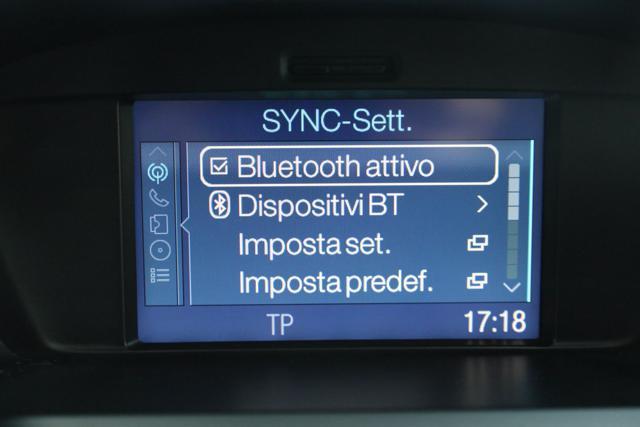 SYNC-Sett.
Bluetooth attivo
Dispositivi BT
Imposta set.
Imposta predef.
TP 17:18